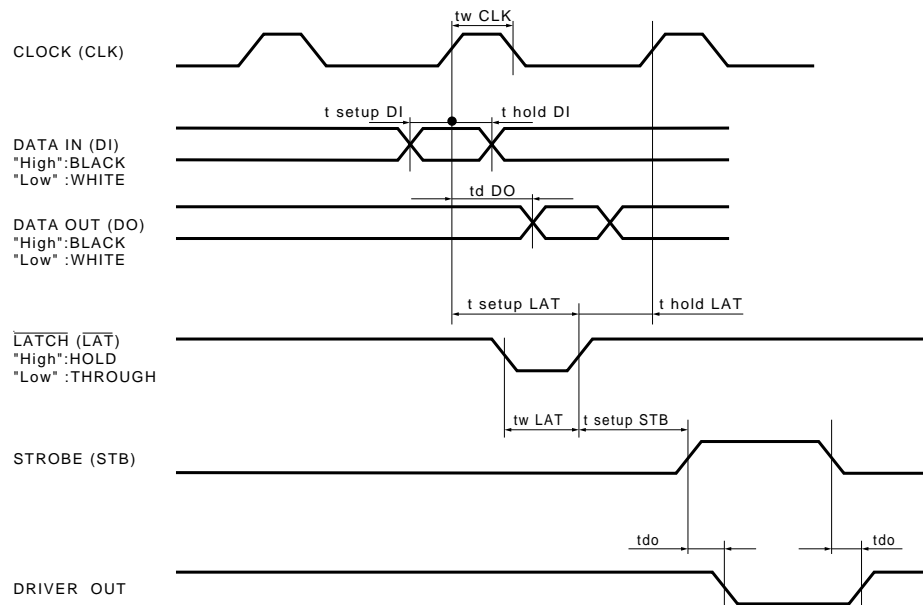 tw CLK
CLOCK (CLK)
t setup DI
t hold DI
DATA IN (DI)
"High":BLACK
"Low" :WHITE
td DO
DATA OUT (DO)
"High":BLACK
"Low" :WHITE
t setup LAT
t hold LAT
LATCH (LAT)
"High":HOLD
"Low" :THROUGH
tw LAT
t setup STB
STROBE (STB)
tdo
tdo
DRIVER OUT